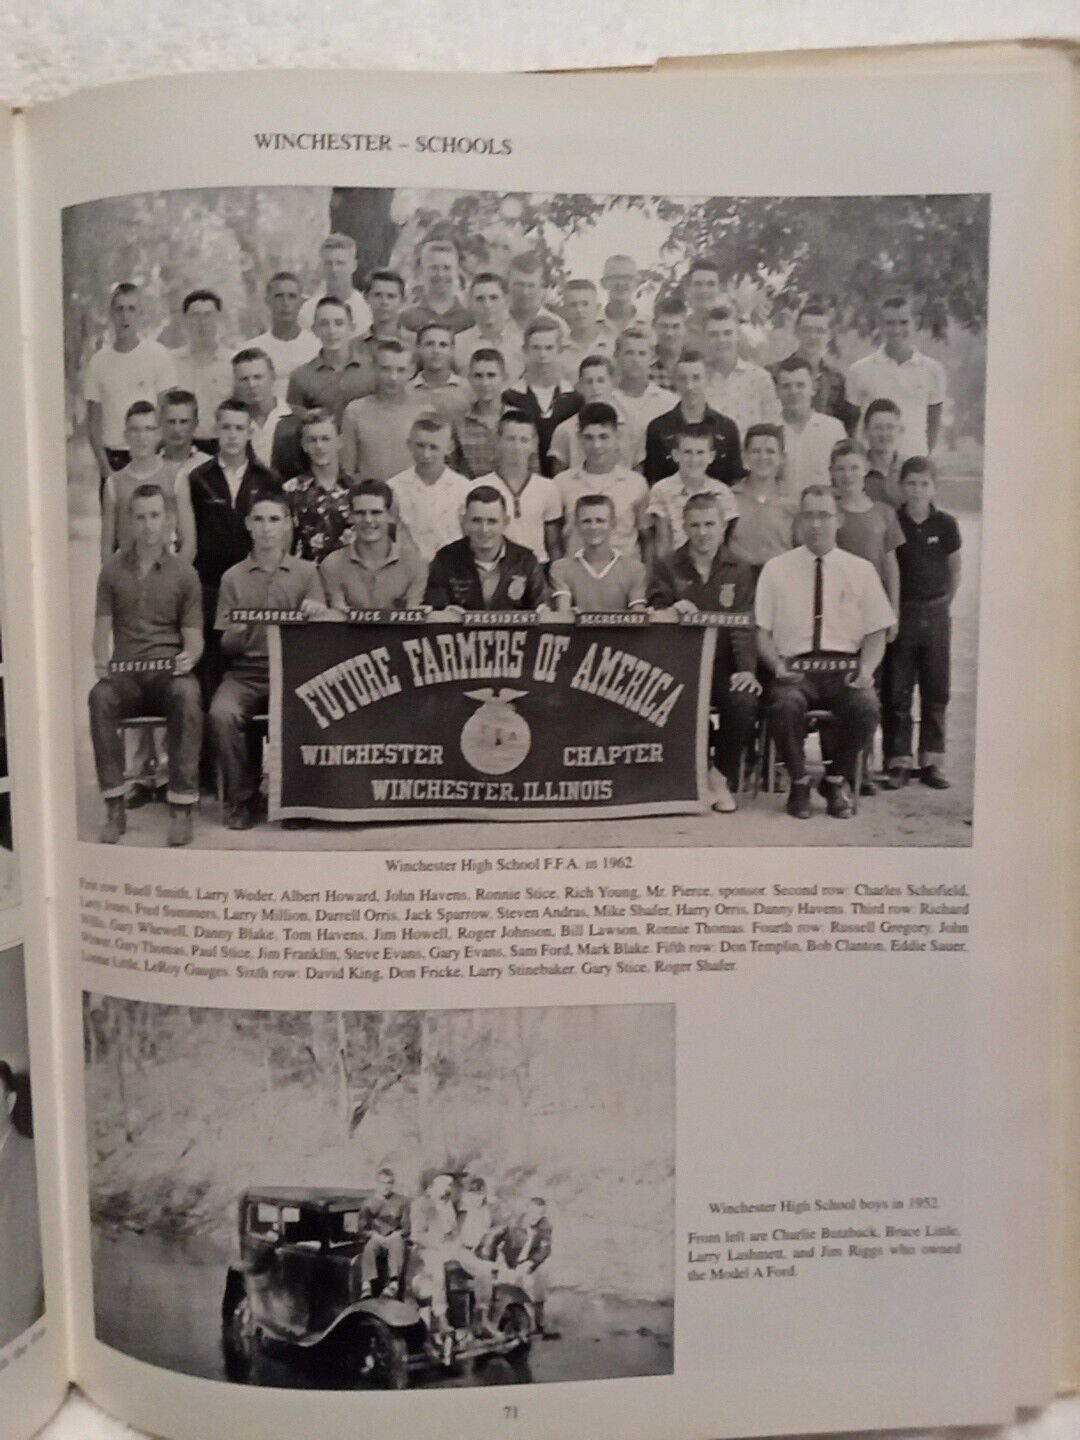 WINCHESTER – SCHOOLS
TREASURER VICE PRES. PRESIDENT SECRETARY REPORTER
SENTINEL ADVISOR
FUTURE FARMERS OF AMERICA
FFA
WINCHESTER CHAPTER
WINCHESTER, ILLINOIS
Winchester High School F.F.A. in 1962.
First row: Buell Smith, Larry Weder, Albert Howard, John Havens, Ronnie Stice, Rich Young, Mr. Pierce, sponsor. Second row: Charles Schofield,
Larry Jones, Fred Summers, Larry Million, Darrell Orris, Jack Sparrow, Steven Andras, Mike Shafer, Harry Orris, Danny Havens. Third row: Richard
Willis, Gary Whewell, Danny Blake, Tom Havens, Jim Howell, Roger Johnson, Bill Lawson, Ronnie Thomas. Fourth row: Russell Gregory, John
Gary Thomas, Paul Stice, Jim Franklin, Steve Evans, Gary Evans, Sam Ford, Mark Blake. Fifth row: Don Templin, Bob Clanton, Eddie Sauer,
Lonnie Little, LeRoy Gauges. Sixth row: David King, Don Fricke, Larry Stinebaker, Gary Stice, Roger Shafer.
Winchester High School boys in 1952.
From left are Charlie Butzback, Bruce Little,
Larry Lashmett, and Jim Riggs who owned
the Model A Ford.
71